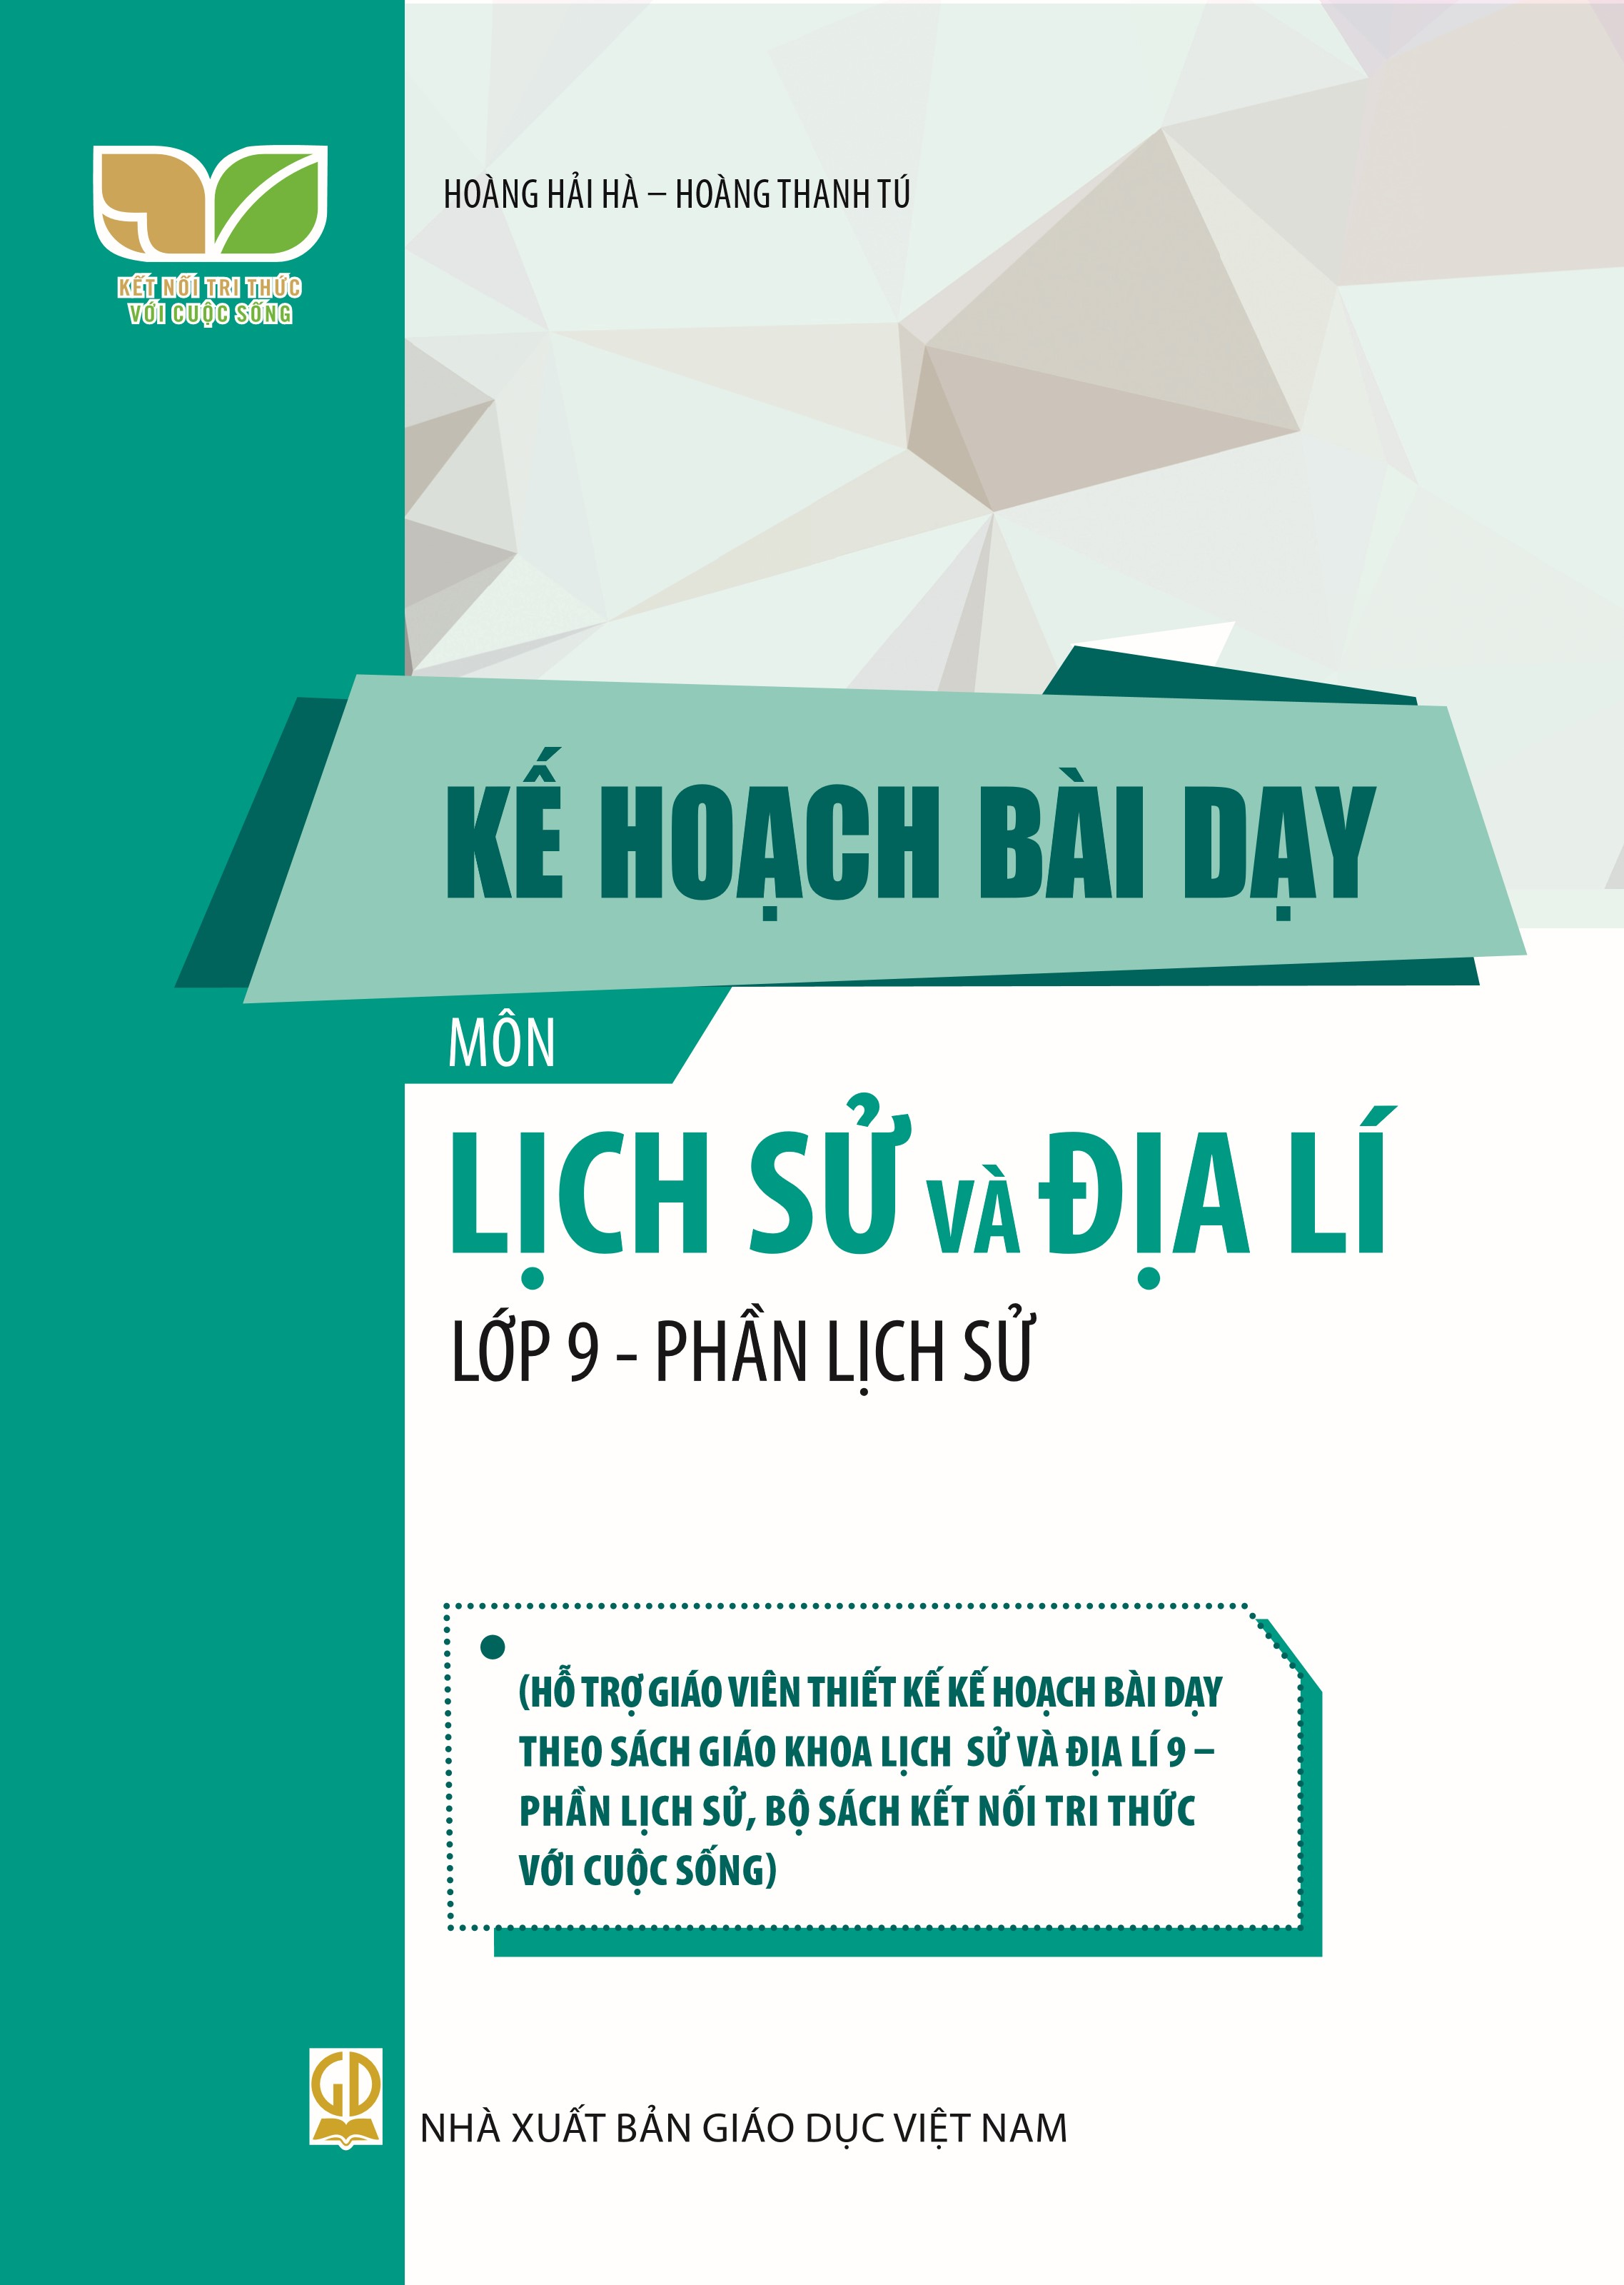 HOÀNG HẢI HÀ – HOÀNG THANH TÚ
KẾT NỐI TRI THỨC
VỚI CUỘC SỐNG
KẾ HOẠCH BÀI DẠY
MÔN
LỊCH SỬ VÀ ĐỊA LÍ
LỚP 9 - PHẦN LỊCH SỬ
(HỖ TRỢ GIÁO VIÊN THIẾT KẾ KẾ HOẠCH BÀI DẠY
THEO SÁCH GIÁO KHOA LỊCH SỬ VÀ ĐỊA LÍ 9 –
PHẦN LỊCH SỬ, BỘ SÁCH KẾT NỐI TRI THỨC
VỚI CUỘC SỐNG)
GD
NHÀ XUẤT BẢN GIÁO DỤC VIỆT NAM